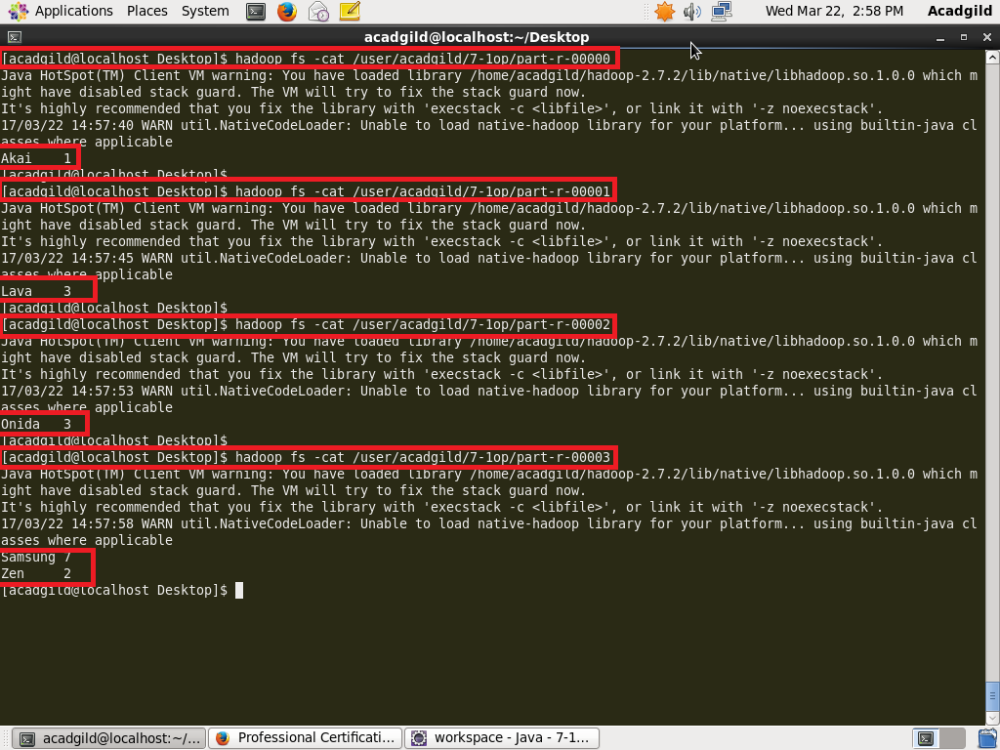 Applications Places System Wed Mar 22, 2:58 PM Acadgild
acadgild@localhost:~/Desktop
[acadgild@localhost Desktop]$ hadoop fs -cat /user/acadgild/7-1op/part-r-00000
Java HotSpot(TM) Client VM warning: You have loaded library /home/acadgild/hadoop-2.7.2/lib/native/libhadoop.so.1.0.0 which m
ight have disabled stack guard. The VM will try to fix the stack guard now.
It's highly recommended that you fix the library with 'execstack -c <libfile>', or link it with '-z noexecstack'.
17/03/22 14:57:40 WARN util.NativeCodeLoader: Unable to load native-hadoop library for your platform... using builtin-java cl
asses where applicable
Akai 1
[acadgild@localhost Desktop]$
[acadgild@localhost Desktop]$ hadoop fs -cat /user/acadgild/7-1op/part-r-00001
Java HotSpot(TM) Client VM warning: You have loaded library /home/acadgild/hadoop-2.7.2/lib/native/libhadoop.so.1.0.0 which m
ight have disabled stack guard. The VM will try to fix the stack guard now.
It's highly recommended that you fix the library with 'execstack -c <libfile>', or link it with '-z noexecstack'.
17/03/22 14:57:45 WARN util.NativeCodeLoader: Unable to load native-hadoop library for your platform... using builtin-java cl
asses where applicable
Lava 3
[acadgild@localhost Desktop]$
[acadgild@localhost Desktop]$ hadoop fs -cat /user/acadgild/7-1op/part-r-00002
Java HotSpot(TM) Client VM warning: You have loaded library /home/acadgild/hadoop-2.7.2/lib/native/libhadoop.so.1.0.0 which m
ight have disabled stack guard. The VM will try to fix the stack guard now.
It's highly recommended that you fix the library with 'execstack -c <libfile>', or link it with '-z noexecstack'.
17/03/22 14:57:53 WARN util.NativeCodeLoader: Unable to load native-hadoop library for your platform... using builtin-java cl
asses where applicable
Onida 3
[acadgild@localhost Desktop]$
[acadgild@localhost Desktop]$ hadoop fs -cat /user/acadgild/7-1op/part-r-00003
Java HotSpot(TM) Client VM warning: You have loaded library /home/acadgild/hadoop-2.7.2/lib/native/libhadoop.so.1.0.0 which m
ight have disabled stack guard. The VM will try to fix the stack guard now.
It's highly recommended that you fix the library with 'execstack -c <libfile>', or link it with '-z noexecstack'.
17/03/22 14:57:58 WARN util.NativeCodeLoader: Unable to load native-hadoop library for your platform... using builtin-java cl
asses where applicable
Samsung 7
Zen 2
[acadgild@localhost Desktop]$
acadgild@localhost:~/... Professional Certificati... workspace - Java - 7-1...